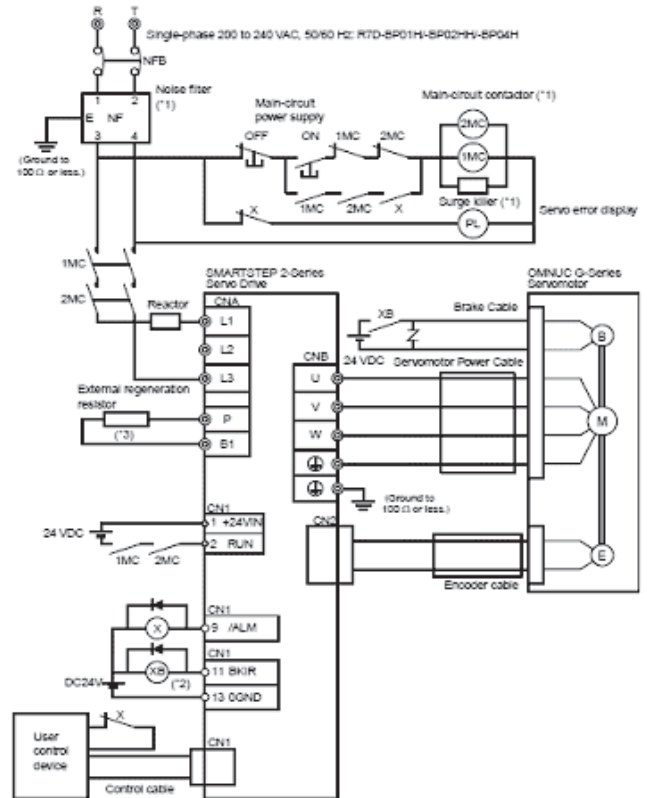 R T
Single-phase 200 to 240 VAC, 50/60 Hz: R7D-BP01H/-BP02HH/-BP04H
NFB
1 2
E NF
3 4
Noise filter
(*1)
(Ground to
100 Ω or less.)
Main-circuit
power supply
OFF ON 1MC 2MC
Main-circuit contactor (*1)
2MC
1MC
Surge killer (*1)
1MC 2MC X
X
PL
Servo error display
1MC
2MC
Reactor
SMARTSTEP 2-Series
Servo Drive
CNA
L1
L2
L3
P
B1
External regeneration
resistor
(*3)
OMNUC G-Series
Servomotor
XB
Brake Cable
24 VDC
Servomotor Power Cable
CNB
U
V
W
B
M
E
(Ground to
100 Ω or less.)
CN2
Encoder cable
24 VDC
1MC 2MC
CN1
1 +24VIN
2 RUN
CN1
X
9 /ALM
CN1
XB (*2)
11 BKIR
DC24V
13 0GND
X
User
control
device
CN1
Control cable